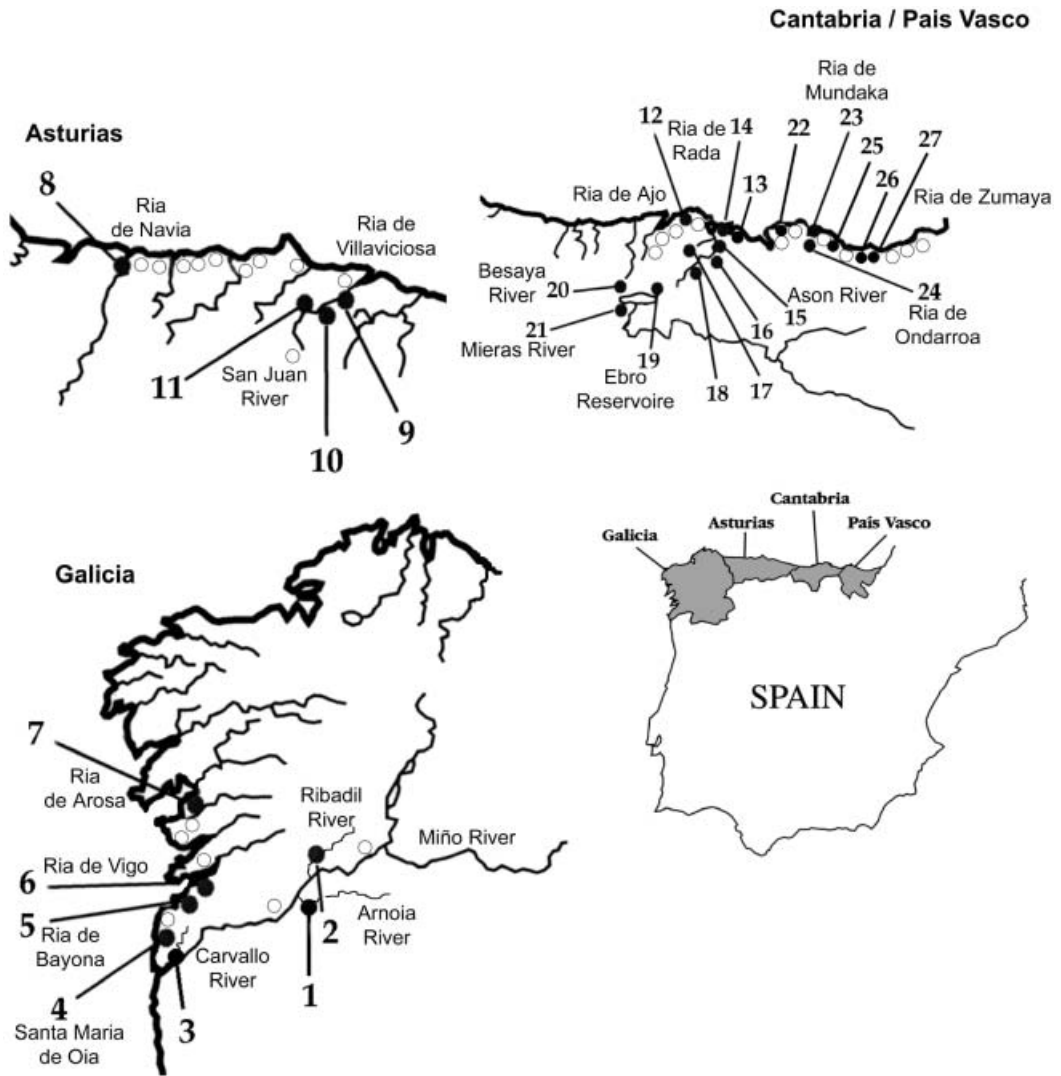 Cantabria / Pais Vasco
Asturias
8
Ria
de Navia
Ria de
Villaviciosa
11
San Juan
River
10
9
12
Ria de
Rada
14
22
Ria de
Mundaka
23
25
27
13
26
Ria de Ajo
Ria de Zumaya
Besaya
River
20
21
Mieras River
19
Ebro
Reservoire
18
17
16
15
Ason River
24
Ria de
Ondarroa
Galicia
7
Ria
de Arosa
Ribadil
River
Miño River
6
Ria de Vigo
5
Ria de
Bayona
2
Arnoia
River
Carvallo
River
4
3
1
Santa Maria
de Oia
Cantabria
Asturias
País Vasco
Galicia
SPAIN